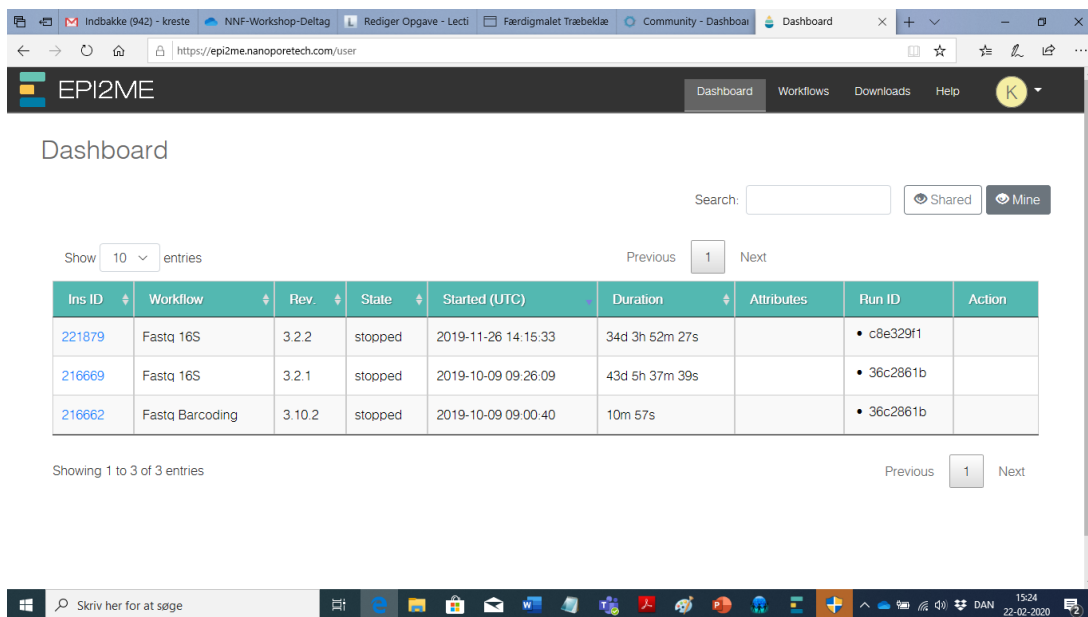 Indbakke (942) - kreste
NNF-Workshop-Deltag
Rediger Opgave - Lecti
Færdigmalet Træbeklæ
Community - Dashboar
Dashboard
https://epi2me.nanoporetech.com/user
EPI2ME
Dashboard
Workflows
Downloads
Help
K
Dashboard
Search:
Shared
Mine
Show 10 entries
Previous 1 Next
Ins ID Workflow Rev. State Started (UTC) Duration Attributes Run ID Action
221879 Fastq 16S 3.2.2 stopped 2019-11-26 14:15:33 34d 3h 52m 27s • c8e329f1
216669 Fastq 16S 3.2.1 stopped 2019-10-09 09:26:09 43d 5h 37m 39s • 36c2861b
216662 Fastq Barcoding 3.10.2 stopped 2019-10-09 09:00:40 10m 57s • 36c2861b
Showing 1 to 3 of 3 entries
Previous 1 Next
Skriv her for at søge
DAN
15:24
22-02-2020
2